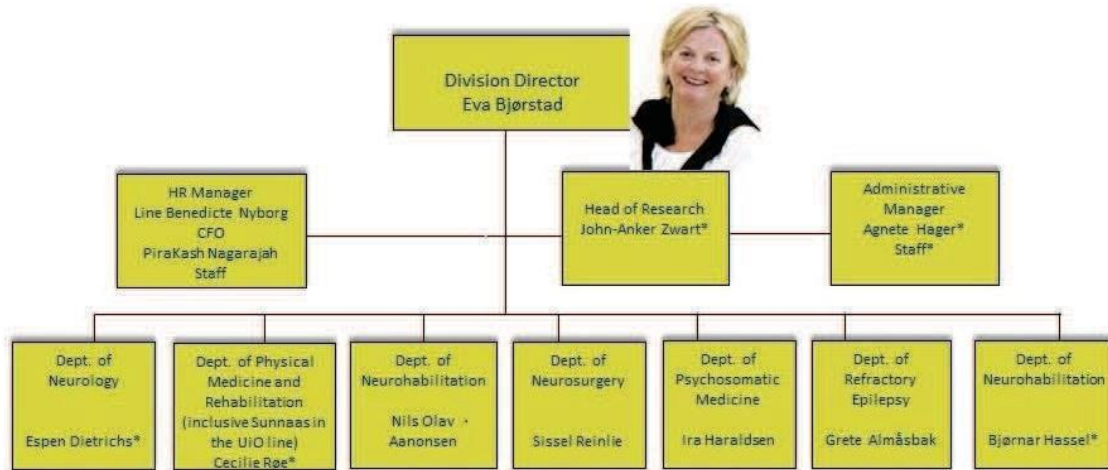 Division Director
Eva Bjørstad
HR Manager
Line Benedicte Nyborg
CFO
PiraKash Nagarajah
Staff
Head of Research
John-Anker Zwart*
Administrative
Manager
Agnete Hager*
Staff*
Dept. of
Neurology
Espen Dietrichs*
Dept. of Physical
Medicine and
Rehabilitation
(inclusive Sunnaas in
the UiO line)
Cecilie Røe*
Dept. of
Neurohabilitation
Nils Olav
Aanonsen
Dept. of
Neurosurgery
Sissel Reinlie
Dept. of
Psychosomatic
Medicine
Ira Haraldsen
Dept. of
Refractory
Epilepsy
Grete Almåsbak
Dept. of
Neurohabilitation
Bjørnar Hassel*